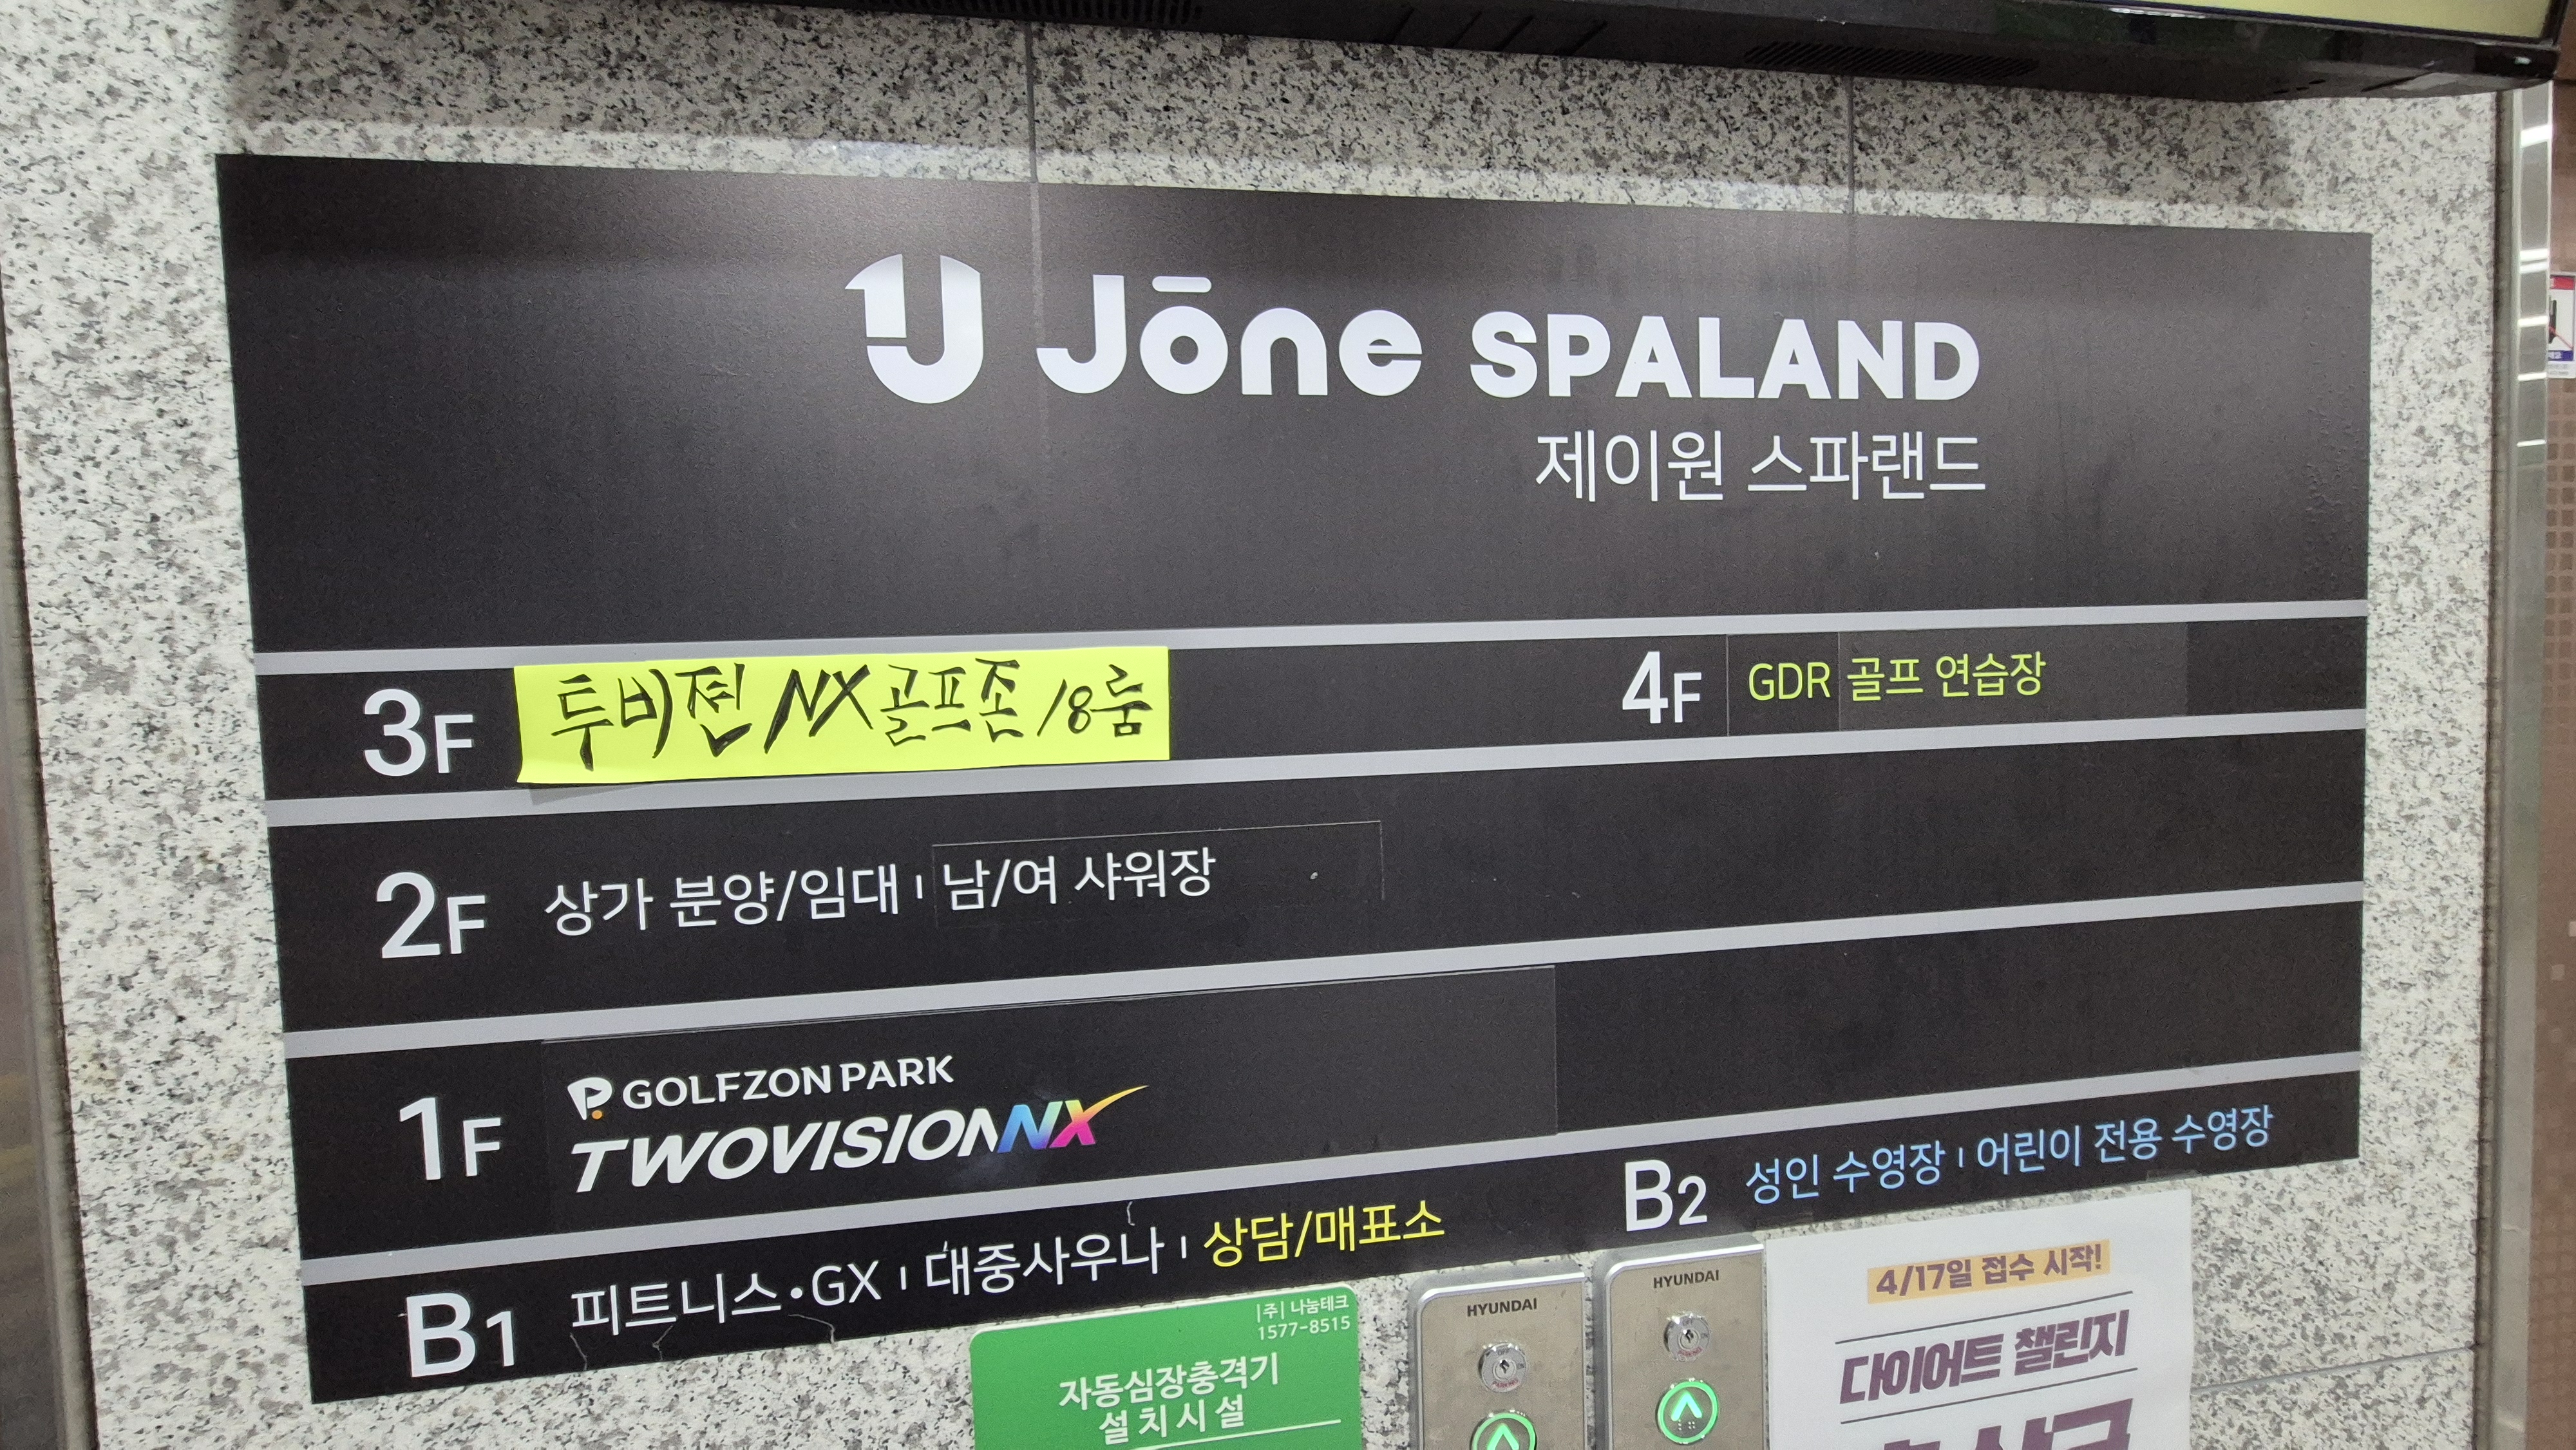 Jōne SPALAND
제이원 스파랜드
3F 투비젼 NX 골프존 /8룸
4F GDR 골프 연습장
2F 상가 분양/임대 | 남/여 샤워장
1F GOLFZON PARK
TWOVISIONNX
B1 피트니스·GX | 대중사우나 | 상담/매표소
B2 성인 수영장 | 어린이 전용 수영장
|주| 나눔테크
1577-8515
자동심장충격기
설치시설
HYUNDAI
HYUNDAI
4/17일 접수 시작!
다이어트 챌린지